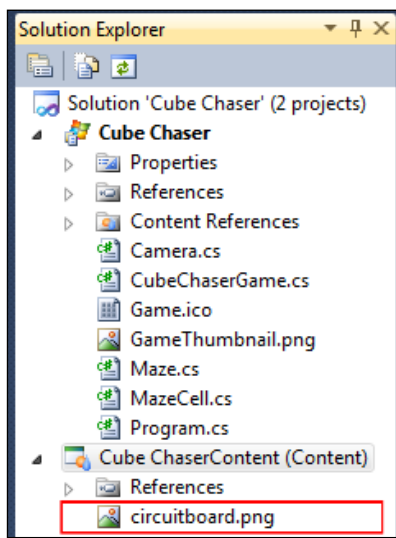 Solution Explorer
Solution 'Cube Chaser' (2 projects)
Cube Chaser
Properties
References
Content References
Camera.cs
CubeChaserGame.cs
Game.ico
GameThumbnail.png
Maze.cs
MazeCell.cs
Program.cs
Cube ChaserContent (Content)
References
circuitboard.png